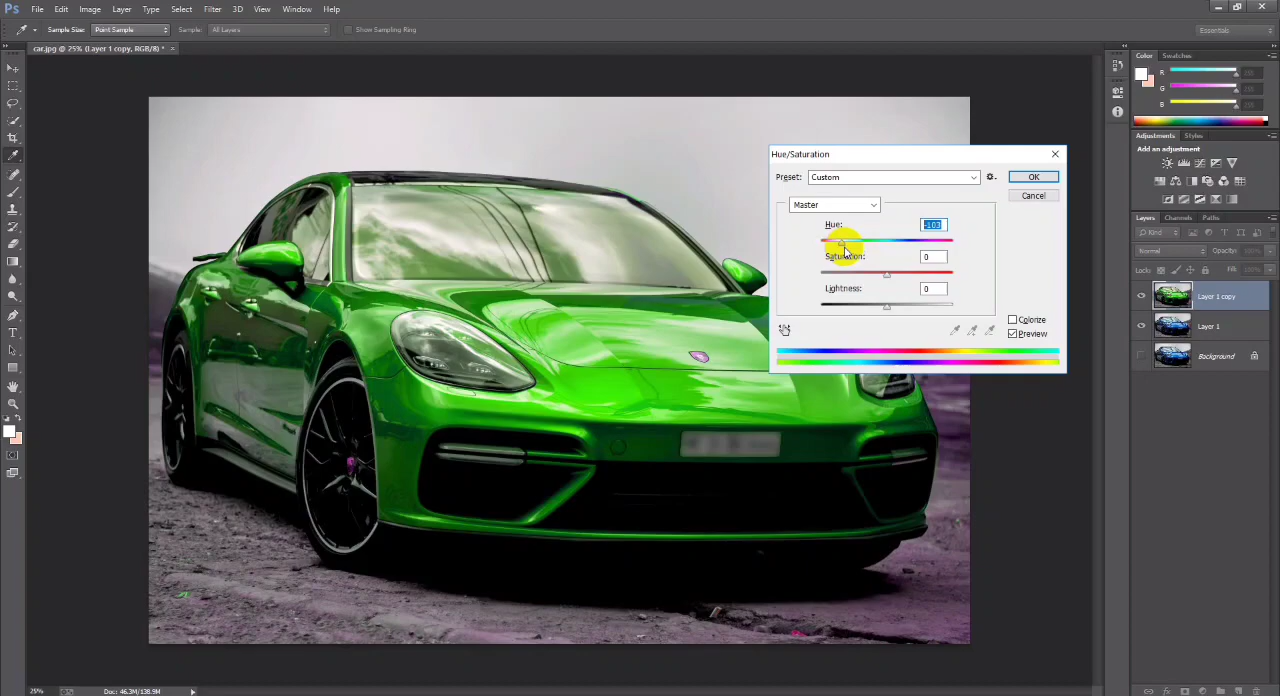 Ps File Edit Image Layer Type Select Filter 3D View Window Help
Sample Size: Point Sample Sample: All Layers Show Sampling Ring Essentials
car.jpg @ 25% (Layer 1 copy, RGB/8) * ×
Color Swatches
R
G
B
Adjustments Styles
Add an adjustment
Layers Channels Paths
Kind
Normal Opacity:
Locks Fill:
Layer 1 copy
Layer 1
Background
Hue/Saturation
Preset: Custom OK
Cancel
Master
Hue: -103
Saturation: 0
Lightness: 0
Colorize
Preview
25% Doc: 46.3M/138.9M